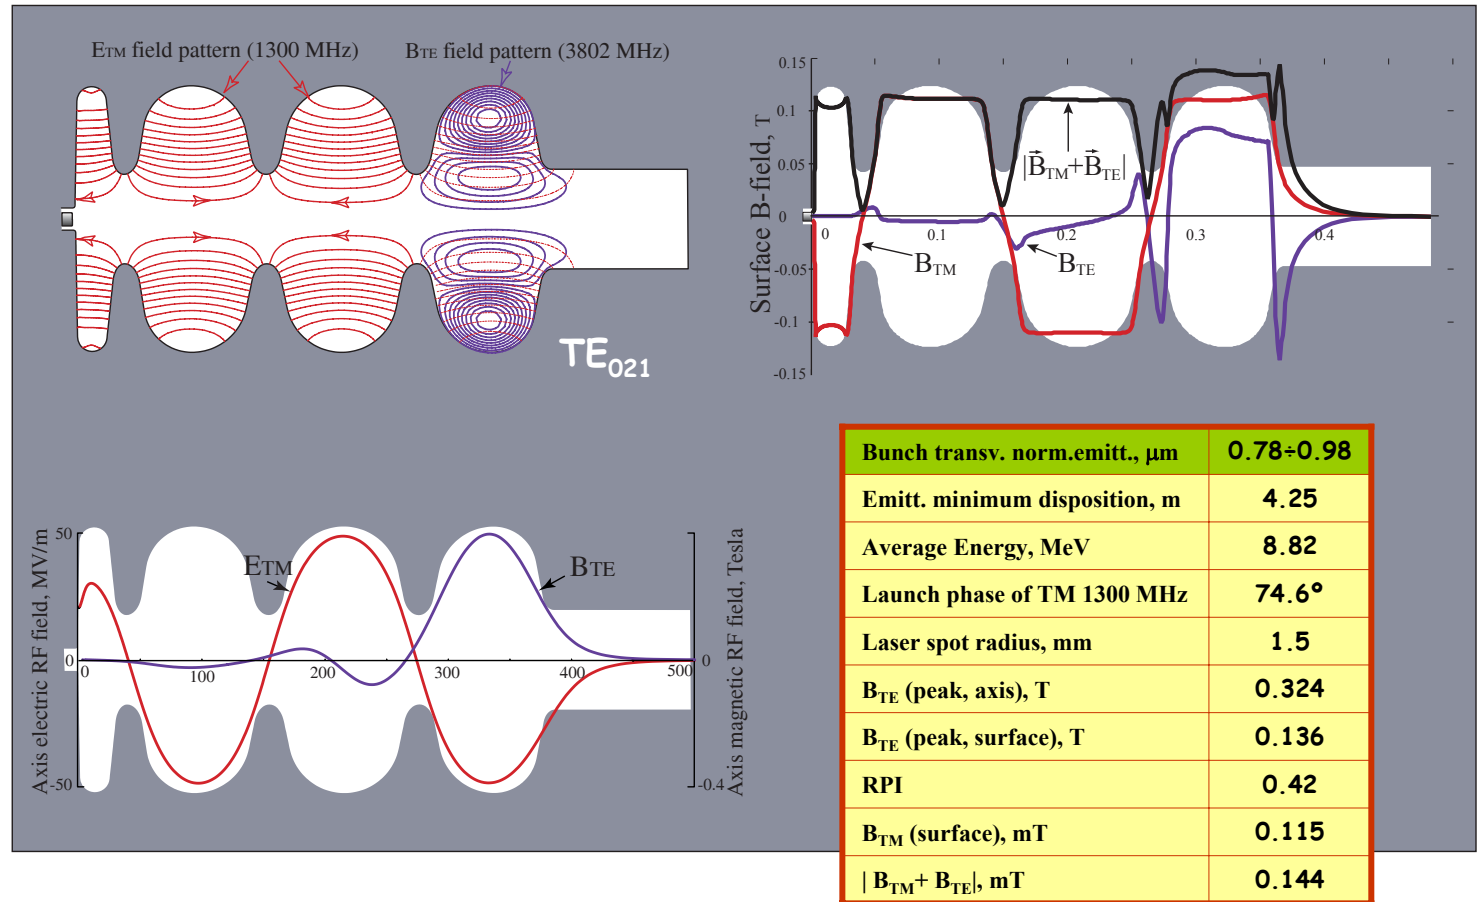 ETM field pattern (1300 MHz)
BTE field pattern (3802 MHz)
TE021
Surface B-field, T
0.15
0.1
0.05
0
-0.05
-0.1
-0.15
0 0.1 0.2 0.3 0.4
|BTM+BTE|
BTM
BTE
Axis electric RF field, MV/m
50
0
-50
ETM
BTE
0 100 200 300 400 500
0
-0.4
Axis magnetic RF field, Tesla
Bunch transv. norm.emitt., μm 0.78÷0.98
Emitt. minimum disposition, m 4.25
Average Energy, MeV 8.82
Launch phase of TM 1300 MHz 74.6°
Laser spot radius, mm 1.5
BTE (peak, axis), T 0.324
BTE (peak, surface), T 0.136
RPI 0.42
BTM (surface), mT 0.115
| BTM+ BTE|, mT 0.144